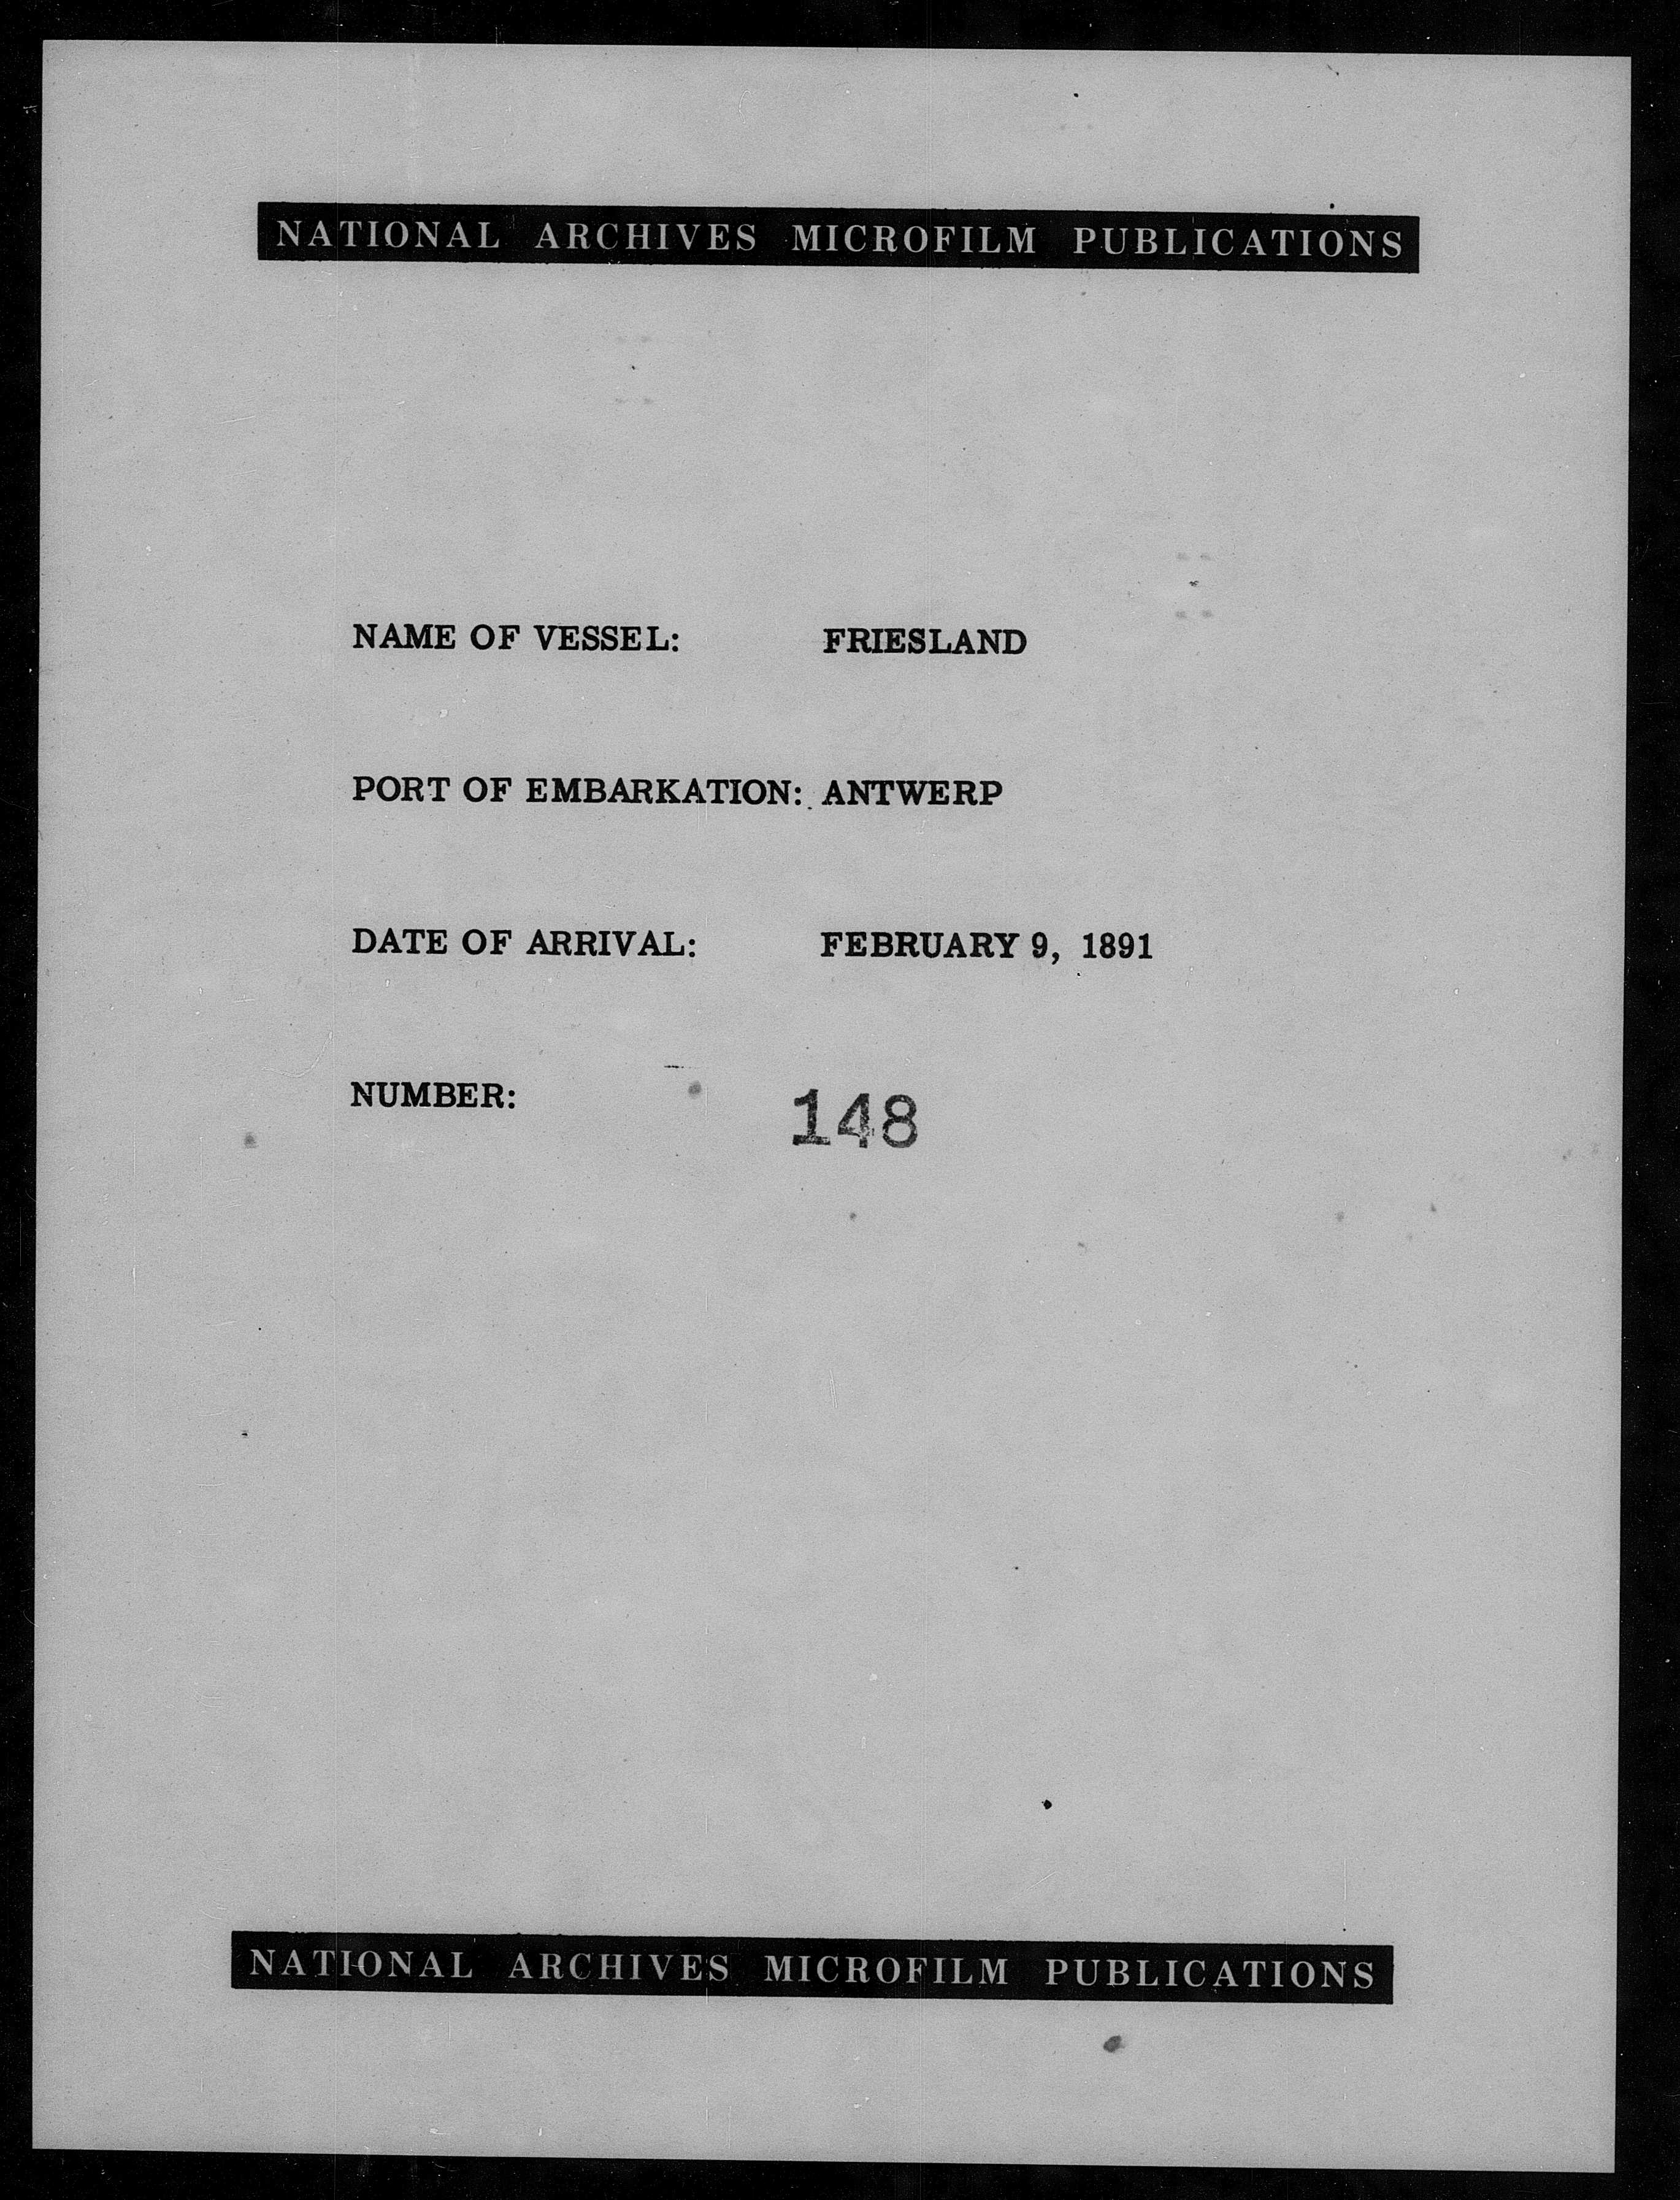 NATIONAL ARCHIVES MICROFILM PUBLICATIONS
NAME OF VESSEL: FRIESLAND
PORT OF EMBARKATION: ANTWERP
DATE OF ARRIVAL: FEBRUARY 9, 1891
NUMBER: 148
NATIONAL ARCHIVES MICROFILM PUBLICATIONS